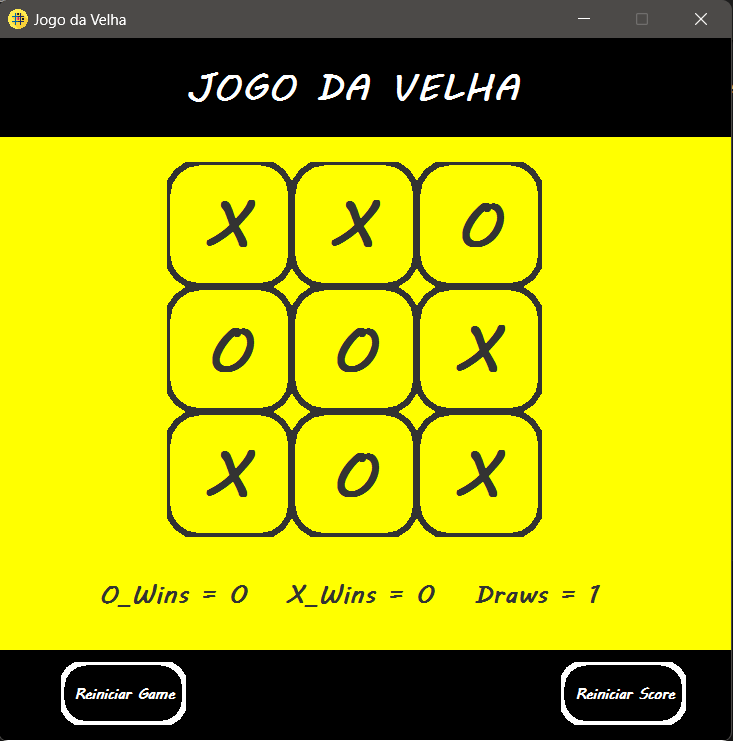 Jogo da Velha
JOGO DA VELHA
X X O
O O X
X O X
O_Wins = 0 X_Wins = 0 Draws = 1
Reiniciar Game Reiniciar Score